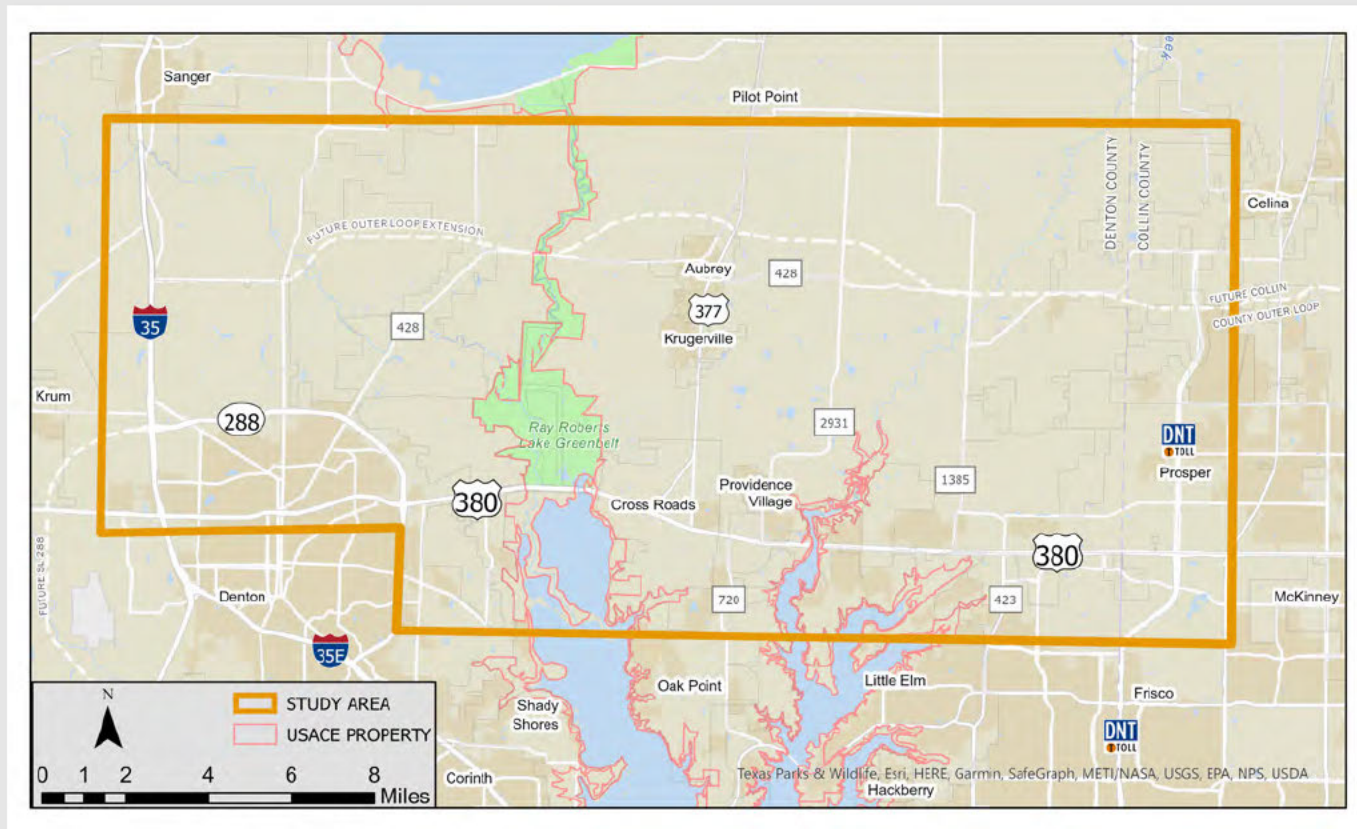 Sanger
Pilot Point
eek
DENTON COUNTY
COLLIN COUNTY
Celina
FUTURE OUTER LOOP EXTENSION
Aubrey
428
FUTURE COLLIN
COUNTY OUTER LOOP
35
428
377
Krugerville
Krum
288
Ray Roberts
Lake Greenbelt
2931
DNT
TOLL
Prosper
380
Cross Roads
Providence
Village
1385
FUTURE SL 288
380
Denton
720
423
McKinney
35E
Oak Point
Little Elm
Frisco
Shady
Shores
DNT
TOLL
Corinth
Hackberry
N
STUDY AREA
USACE PROPERTY
0 1 2 4 6 8
Miles
Texas Parks & Wildlife, Esri, HERE, Garmin, SafeGraph, METI/NASA, USGS, EPA, NPS, USDA